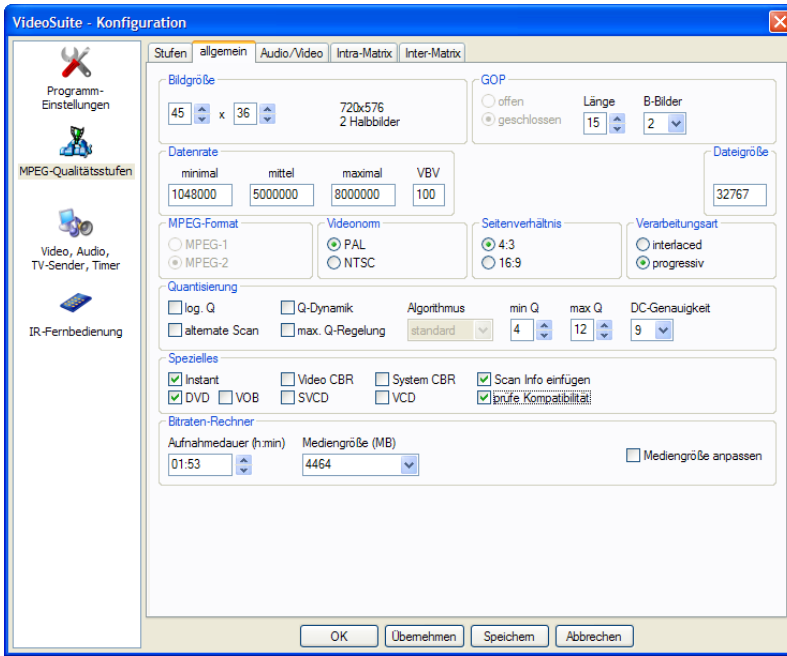 VideoSuite - Konfiguration
Programm-
Einstellungen
MPEG-Qualitätsstufen
Video, Audio,
TV-Sender, Timer
IR-Fernbedienung
Stufen allgemein Audio/Video Intra-Matrix Inter-Matrix
Bildgröße
45 x 36 720x576
2 Halbbilder
GOP
offen
geschlossen
Länge B-Bilder
15 2
Datenrate
minimal mittel maximal VBV
1048000 5000000 8000000 100
Dateigröße
32767
MPEG-Format
MPEG-1
MPEG-2
Videonorm
PAL
NTSC
Seitenverhältnis
4:3
16:9
Verarbeitungsart
interlaced
progressiv
Quantisierung
log. Q Q-Dynamik Algorithmus min Q max Q DC-Genauigkeit
alternate Scan max. Q-Regelung standard 4 12 9
Spezielles
Instant Video CBR System CBR Scan Info einfügen
DVD VOB SVCD VCD prüfe Kompatibilität
Bitraten-Rechner
Aufnahmedauer (h:min) Mediengröße (MB)
01:53 4464 Mediengröße anpassen
OK Übernehmen Speichern Abbrechen